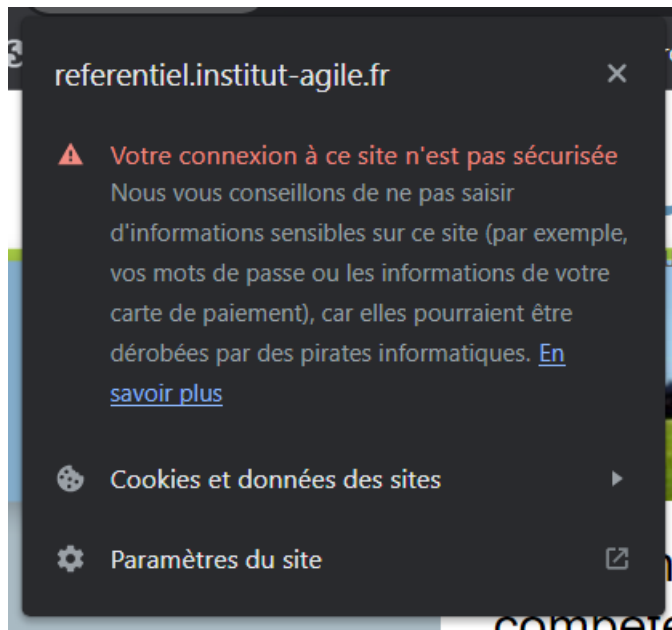 referentiel.institut-agile.fr
Votre connexion à ce site n'est pas sécurisée
Nous vous conseillons de ne pas saisir
d'informations sensibles sur ce site (par exemple,
vos mots de passe ou les informations de votre
carte de paiement), car elles pourraient être
dérobées par des pirates informatiques. En
savoir plus
Cookies et données des sites
Paramètres du site